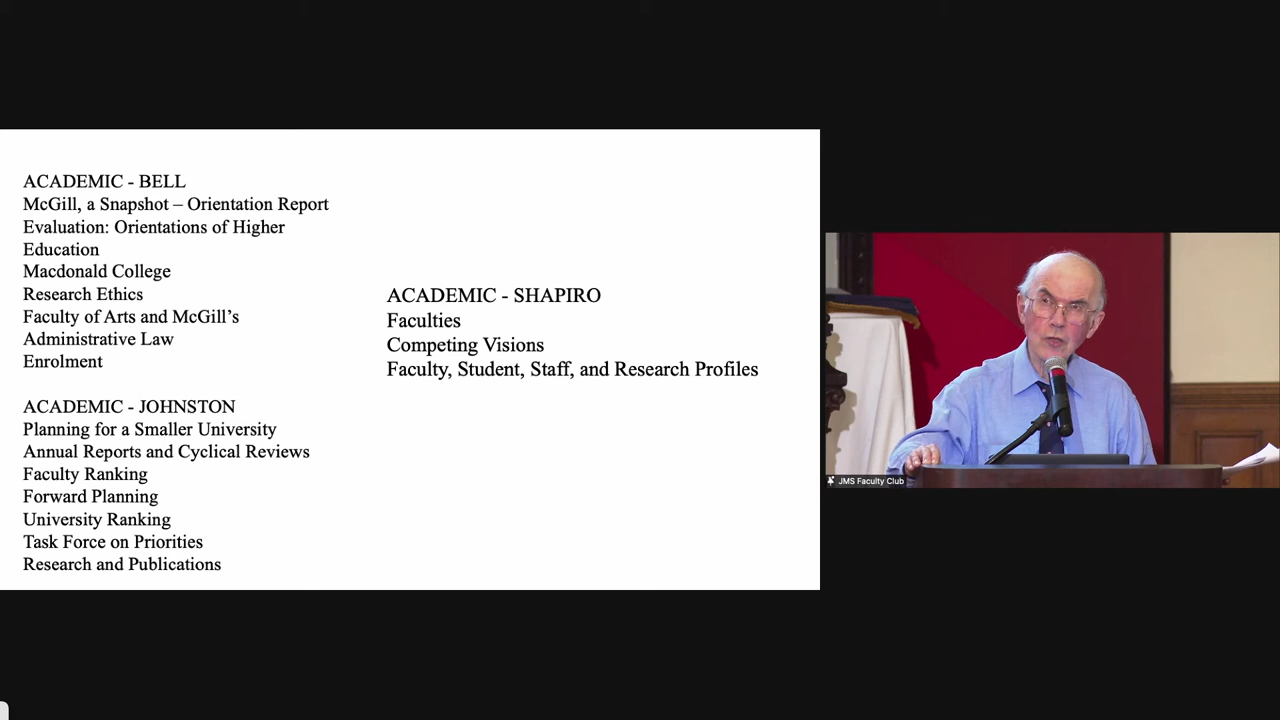 ACADEMIC - BELL
McGill, a Snapshot – Orientation Report
Evaluation: Orientations of Higher
Education
Macdonald College
Research Ethics
Faculty of Arts and McGill’s
Administrative Law
Enrolment
ACADEMIC - JOHNSTON
Planning for a Smaller University
Annual Reports and Cyclical Reviews
Faculty Ranking
Forward Planning
University Ranking
Task Force on Priorities
Research and Publications
ACADEMIC - SHAPIRO
Faculties
Competing Visions
Faculty, Student, Staff, and Research Profiles
JMS Faculty Club